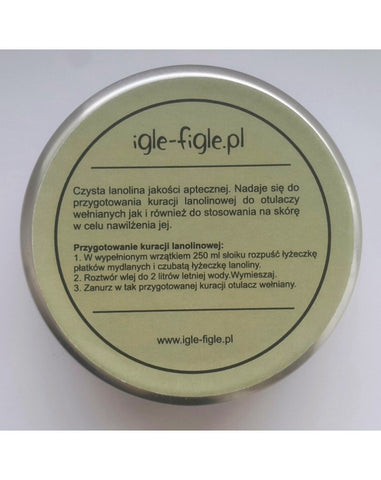 igle-figle.pl
Czysta lanolina jakości aptecznej. Nadaje się do
przygotowania kuracji lanolinowej do otulaczy
wełnianych jak i również do stosowania na skórę
w celu nawilżenia jej.
Przygotowanie kuracji lanolinowej:
1. W wypełnionym wrzątkiem 250 ml słoiku rozpuść łyżeczkę
płatków mydlanych i czubatą łyżeczkę lanoliny.
2. Roztwór wlej do 2 litrów letniej wody.Wymieszaj.
3. Zanurz w tak przygotowanej kuracji otulacz wełniany.
www.igle-figle.pl